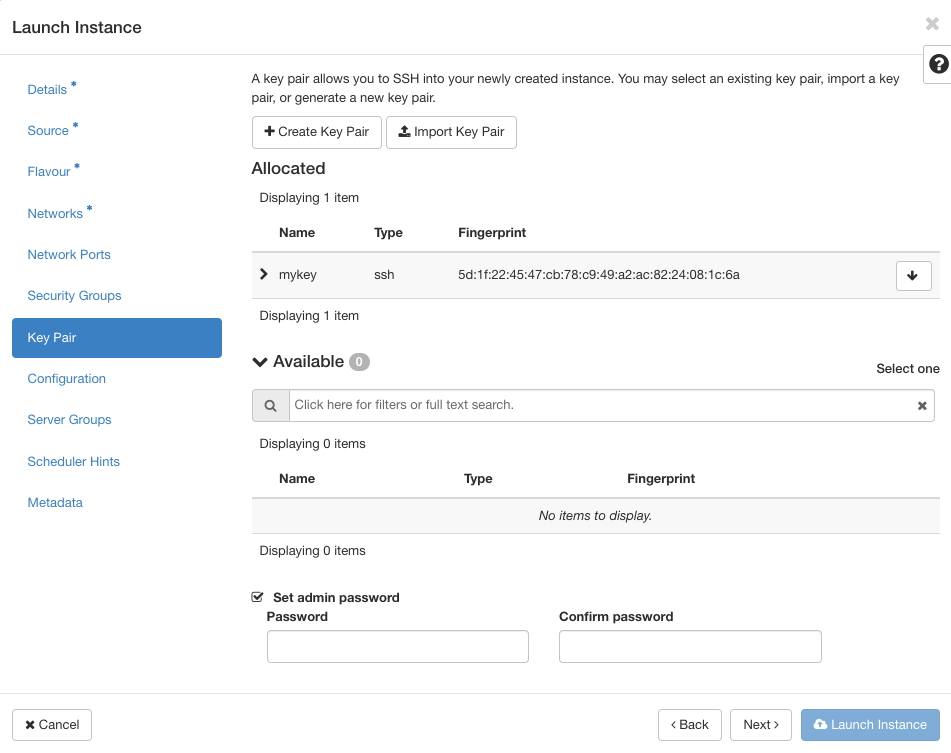 Launch Instance
Details *
Source *
Flavour *
Networks *
Network Ports
Security Groups
Key Pair
Configuration
Server Groups
Scheduler Hints
Metadata
A key pair allows you to SSH into your newly created instance. You may select an existing key pair, import a key
pair, or generate a new key pair.
Create Key Pair Import Key Pair
Allocated
Displaying 1 item
Name Type Fingerprint
mykey ssh 5d:1f:22:45:47:cb:78:c9:49:a2:ac:82:24:08:1c:6a
Displaying 1 item
Available 0
Select one
Click here for filters or full text search.
Displaying 0 items
Name Type Fingerprint
No items to display.
Displaying 0 items
Set admin password
Password Confirm password
Cancel < Back Next > Launch Instance